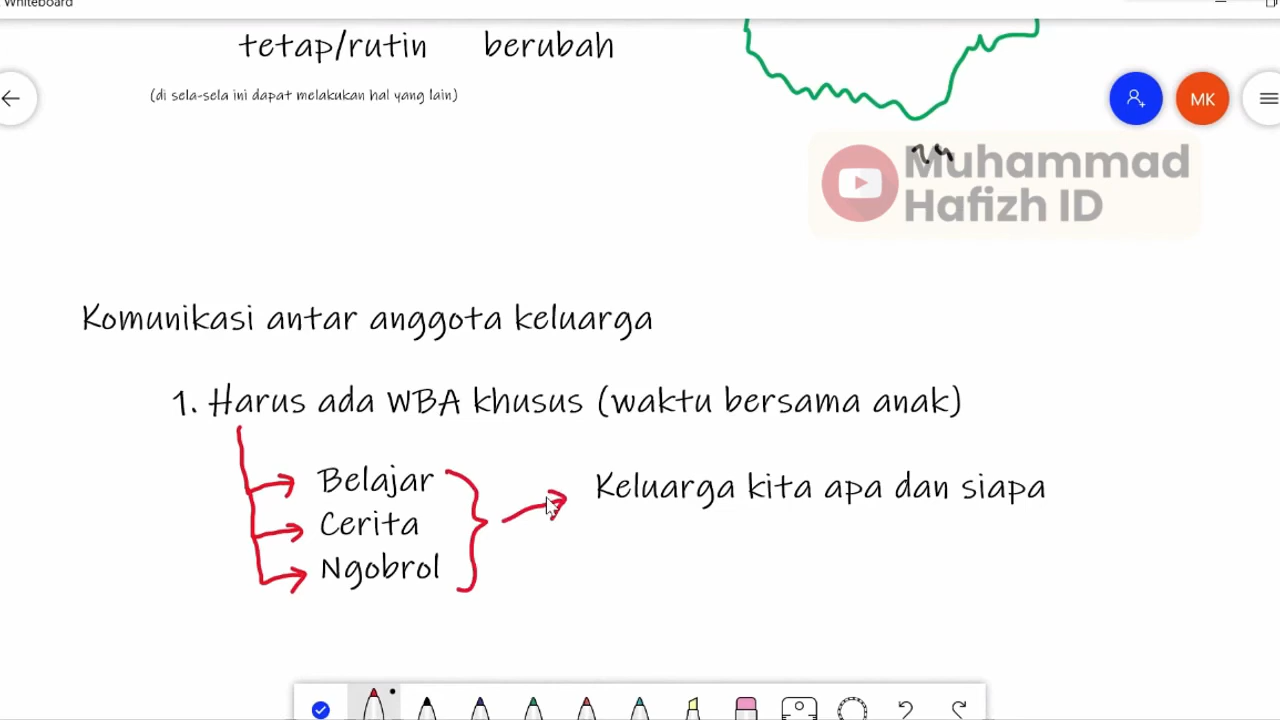 Whiteboard
tetap/rutin berubah
(di sela-sela ini dapat melakukan hal yang lain)
MK
24
Muhammad
Hafizh ID
Komunikasi antar anggota keluarga
1. Harus ada WBA khusus (waktu bersama anak)
Belajar
Keluarga kita apa dan siapa
Cerita
Ngobrol